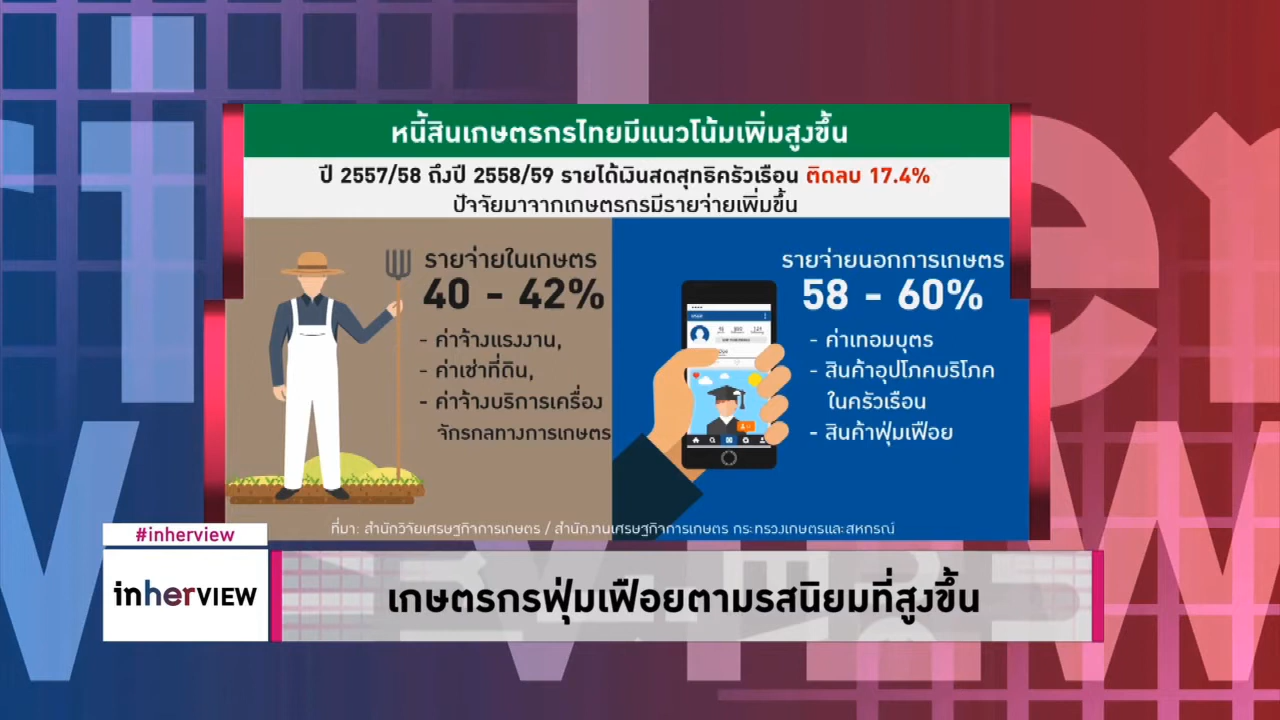 หนี้สินเกษตรกรไทยมีแนวโน้มเพิ่มสูงขึ้น
ปี 2557/58 ถึงปี 2558/59 รายได้เงินสดสุทธิครัวเรือน ติดลบ 17.4%
ปัจจัยมาจากเกษตรกรมีรายจ่ายเพิ่มขึ้น
รายจ่ายในเกษตร
40 - 42%
- ค่าจ้างแรงงาน,
- ค่าเช่าที่ดิน,
- ค่าจ้างบริการเครื่อง
จักรกลทางการเกษตร
รายจ่ายนอกการเกษตร
58 - 60%
- ค่าเทอมบุตร
- สินค้าอุปโภคบริโภค
ในครัวเรือน
- สินค้าฟุ่มเฟือย
ที่มา: สำนักวิจัยเศรษฐกิจการเกษตร / สำนักงานเศรษฐกิจการเกษตร กระทรวงเกษตรและสหกรณ์
#inherview
inherVIEW
เกษตรกรฟุ่มเฟือยตามรสนิยมที่สูงขึ้น